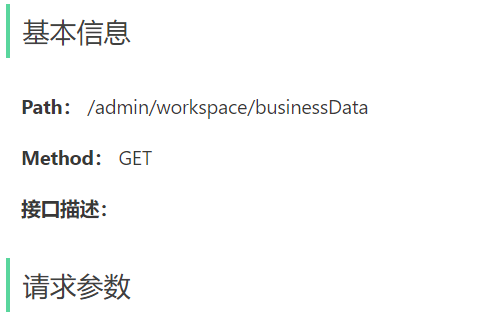 基本信息
Path： /admin/workspace/businessData
Method： GET
接口描述：
请求参数